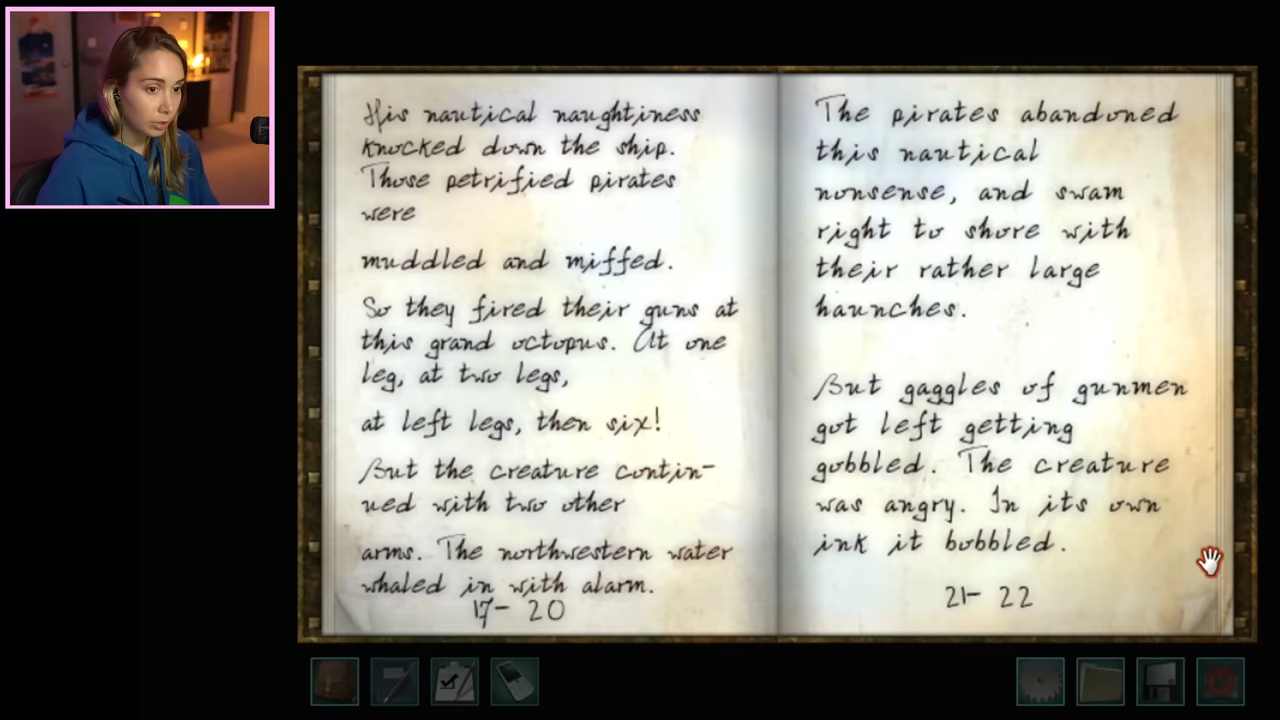 His nautical naughtiness
knocked down the ship.
Those petrified pirates
were
muddled and miffed.
So they fired their guns at
this grand octopus. At one
leg, at two legs,
at left legs, then six!
But the creature contin-
ued with two other
arms. The northwestern water
whaled in with alarm.
17- 20
The pirates abandoned
this nautical
nonsense, and swam
right to shore with
their rather large
haunches.
But gaggles of gunmen
got left getting
gobbled. The creature
was angry. In its own
ink it bobbled.
21- 22